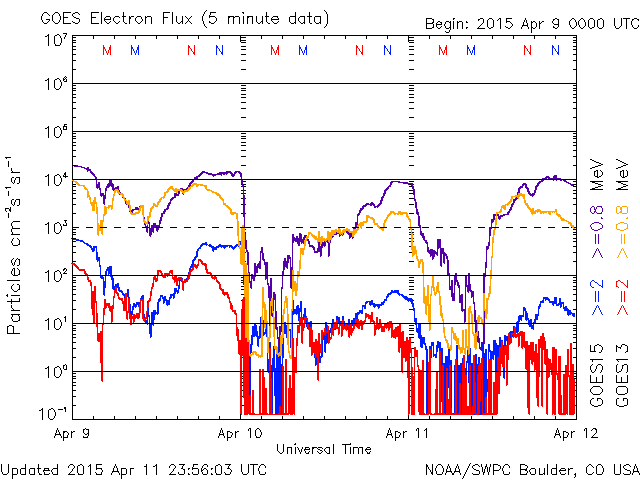 GOES Electron Flux (5 minute data)
Begin: 2015 Apr 9 0000 UTC
10⁷
10⁶
10⁵
10⁴
10³
10²
10¹
10⁰
10⁻¹
M M N N M M N N M M N N
Particles cm⁻²s⁻¹sr⁻¹
GOES15 >=2 >=0.8 MeV
GOES13 >=2 >=0.8 MeV
Apr 9 Apr 10 Apr 11 Apr 12
Universal Time
Updated 2015 Apr 11 23:56:03 UTC
NOAA/SWPC Boulder, CO USA